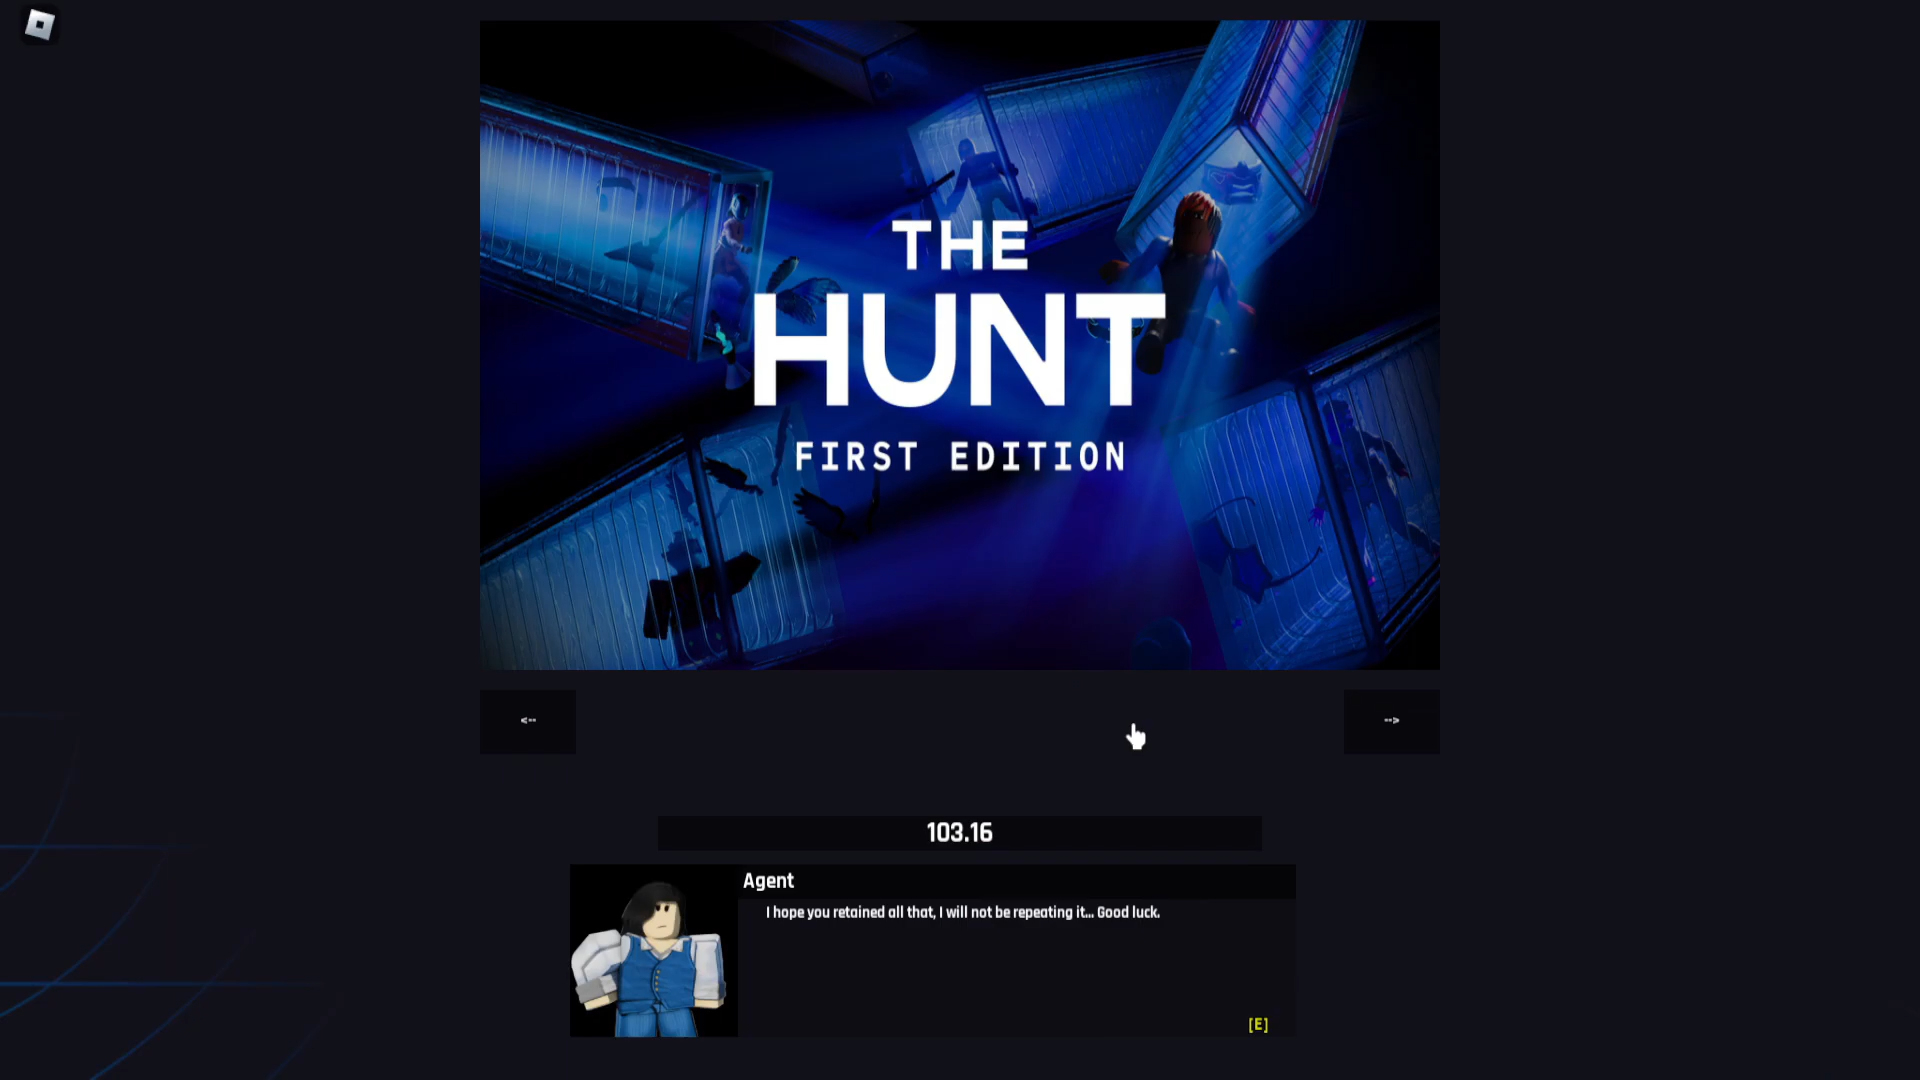 THE
HUNT
FIRST EDITION
<--
-->
103.16
Agent
I hope you retained all that, I will not be repeating it... Good luck.
[E]